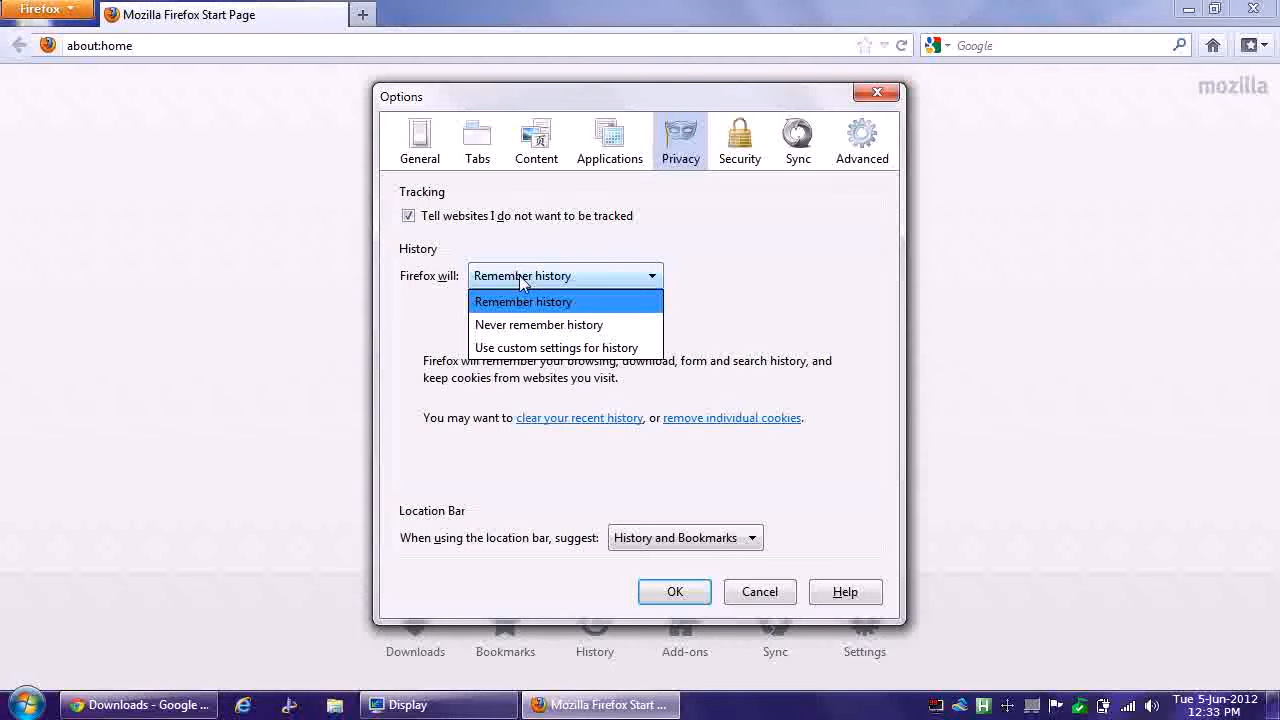 Firefox
Mozilla Firefox Start Page
about:home
Google
mozilla
Options
General
Tabs
Content
Applications
Privacy
Security
Sync
Advanced
Tracking
Tell websites I do not want to be tracked
History
Firefox will:
Remember history
Remember history
Never remember history
Use custom settings for history
Firefox will remember your browsing, download, form and search history, and
keep cookies from websites you visit.
You may want to clear your recent history, or remove individual cookies.
Location Bar
When using the location bar, suggest:
History and Bookmarks
OK
Cancel
Help
Downloads
Bookmarks
History
Add-ons
Sync
Settings
Downloads - Google ...
Display
Mozilla Firefox Start ...
Tue 5-Jun-2012
12:33 PM